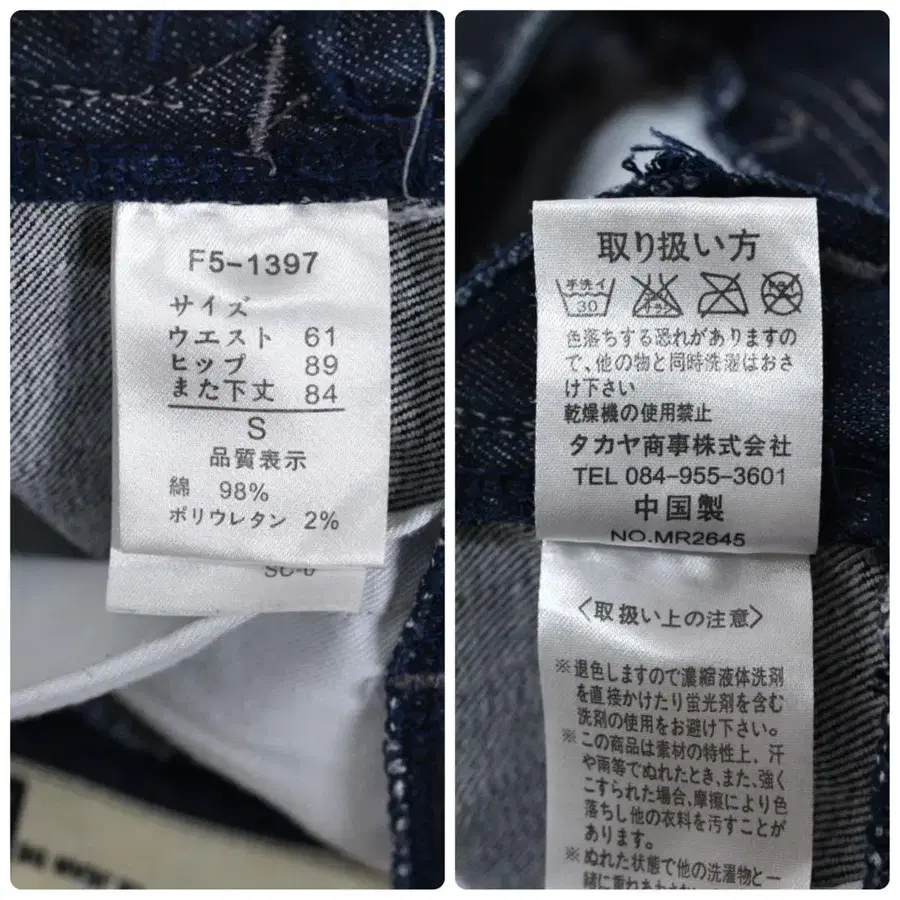 F5-1397
サイズ
ウエスト 61
ヒップ 89
また下丈 84
S
品質表示
綿 98%
ポリウレタン 2%
取り扱い方
手洗イ
30
色落ちする恐れがありますの
で、他の物と同時洗濯はおさ
け下さい
乾燥機の使用禁止
タカヤ商事株式会社
TEL 084-955-3601
中国製
NO.MR2645
〈取扱い上の注意〉
※退色しますので濃縮液体洗剤
を直接かけたり蛍光剤を含む
洗剤の使用をお避け下さい。
※この商品は素材の特性上、汗
や雨等でぬれたとき、また、強く
こすられた場合、摩擦により色
落ちし他の衣料を汚すことが
あります。
※ぬれた状態で他の洗濯物と一
緒に重ねあわ